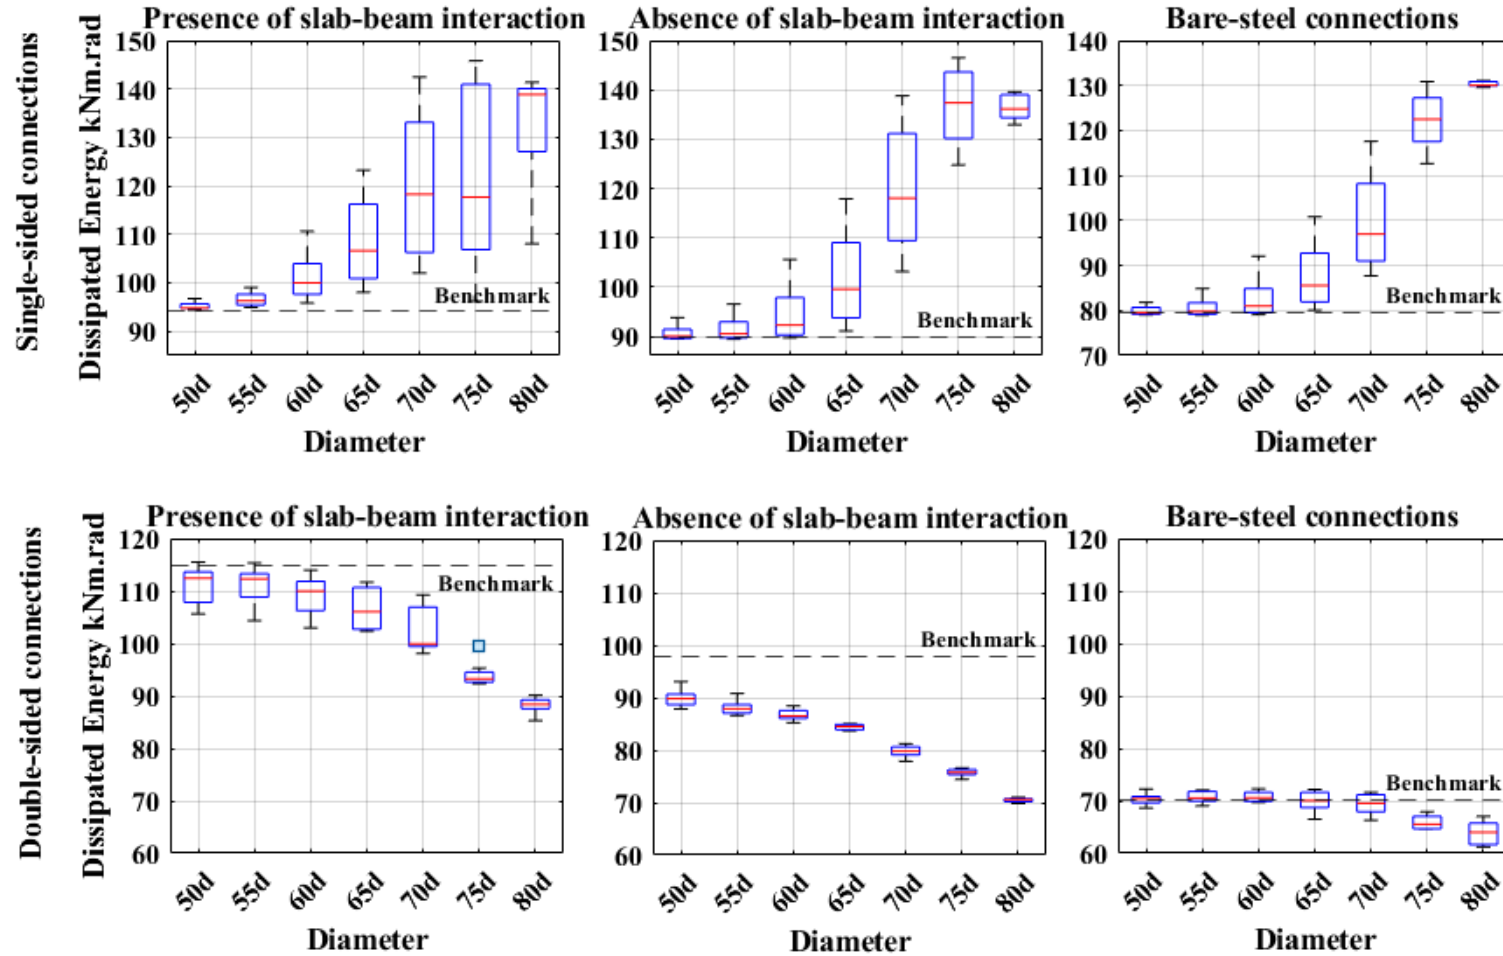 Single-sided connections
Dissipated Energy kNm.rad
Presence of slab-beam interaction
150
140
130
120
110
100
90
Benchmark
50d 55d 60d 65d 70d 75d 80d
Diameter
Absence of slab-beam interaction
150
140
130
120
110
100
90
Benchmark
50d 55d 60d 65d 70d 75d 80d
Diameter
Bare-steel connections
140
130
120
110
100
90
80
70
Benchmark
50d 55d 60d 65d 70d 75d 80d
Diameter
Double-sided connections
Dissipated Energy kNm.rad
Presence of slab-beam interaction
120
110
100
90
80
70
60
Benchmark
50d 55d 60d 65d 70d 75d 80d
Diameter
Absence of slab-beam interaction
120
110
100
90
80
70
60
Benchmark
50d 55d 60d 65d 70d 75d 80d
Diameter
Bare-steel connections
120
110
100
90
80
70
60
Benchmark
50d 55d 60d 65d 70d 75d 80d
Diameter